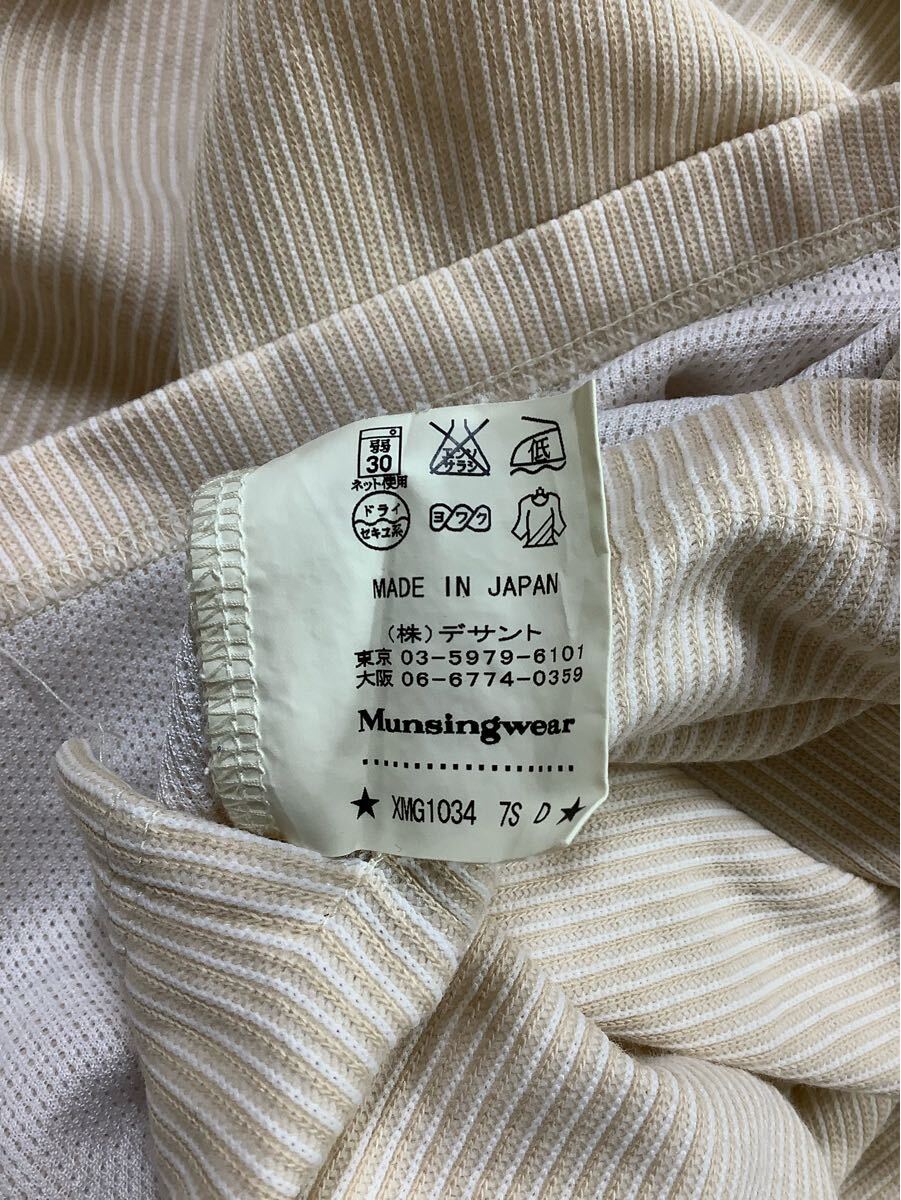 弱
30
ネット使用
エンソ
サラシ
低
ドライ
セキユ系
ヨワク
MADE IN JAPAN
(株)デサント
東京 03-5979-6101
大阪 06-6774-0359
Munsingwear
★ XMG1034 7S D ★